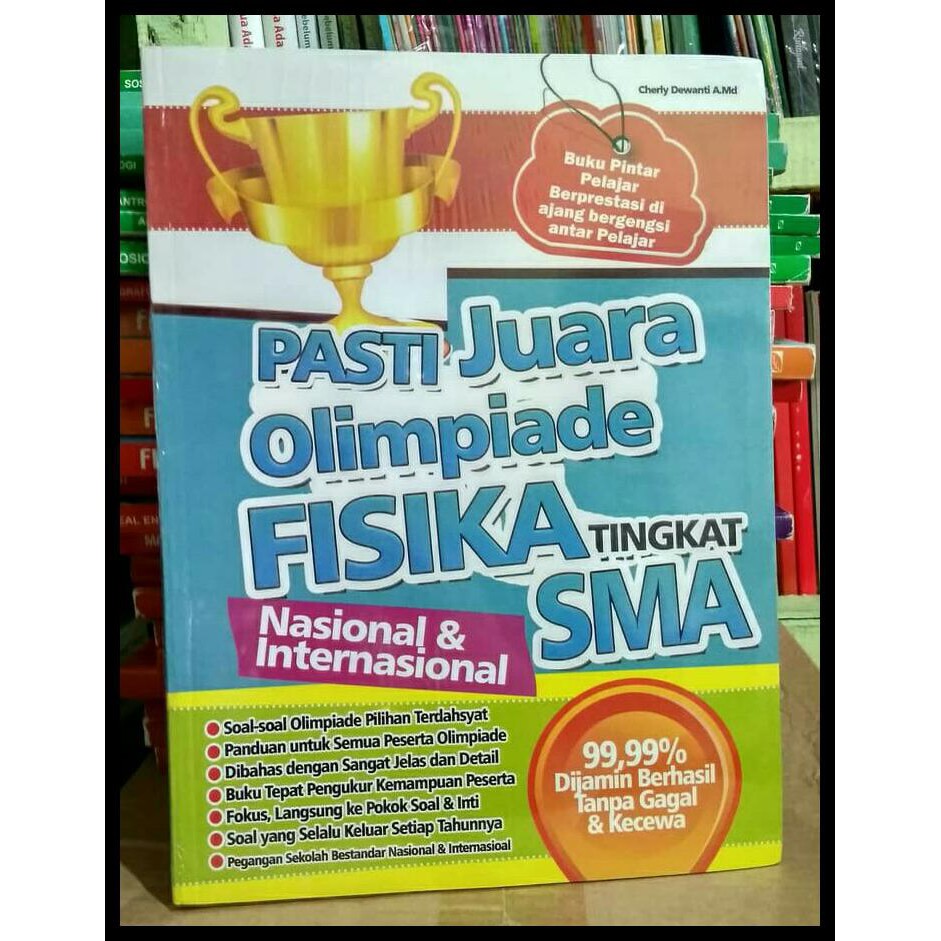 Cherly Dewanti A.Md
Buku Pintar
Pelajar
Berprestasi di
ajang bergengsi
antar Pelajar
PASTI Juara
Olimpiade
FISIKA TINGKAT
SMA
Nasional &
Internasional
Soal-soal Olimpiade Pilihan Terdahsyat
Panduan untuk Semua Peserta Olimpiade
Dibahas dengan Sangat Jelas dan Detail
Buku Tepat Pengukur Kemampuan Peserta
Fokus, Langsung ke Pokok Soal & Inti
Soal yang Selalu Keluar Setiap Tahunnya
Pegangan Sekolah Bestandar Nasional & Internasioal
99,99%
Dijamin Berhasil
Tanpa Gagal
& Kecewa